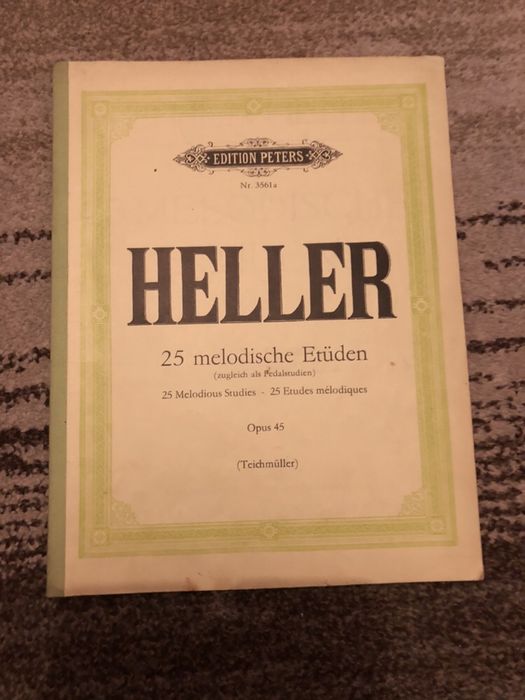 EDITION PETERS
Nr. 3561a
HELLER
25 melodische Etüden
(zugleich als Pedalstudien)
25 Melodious Studies - 25 Etudes mélodiques
Opus 45
(Teichmüller)